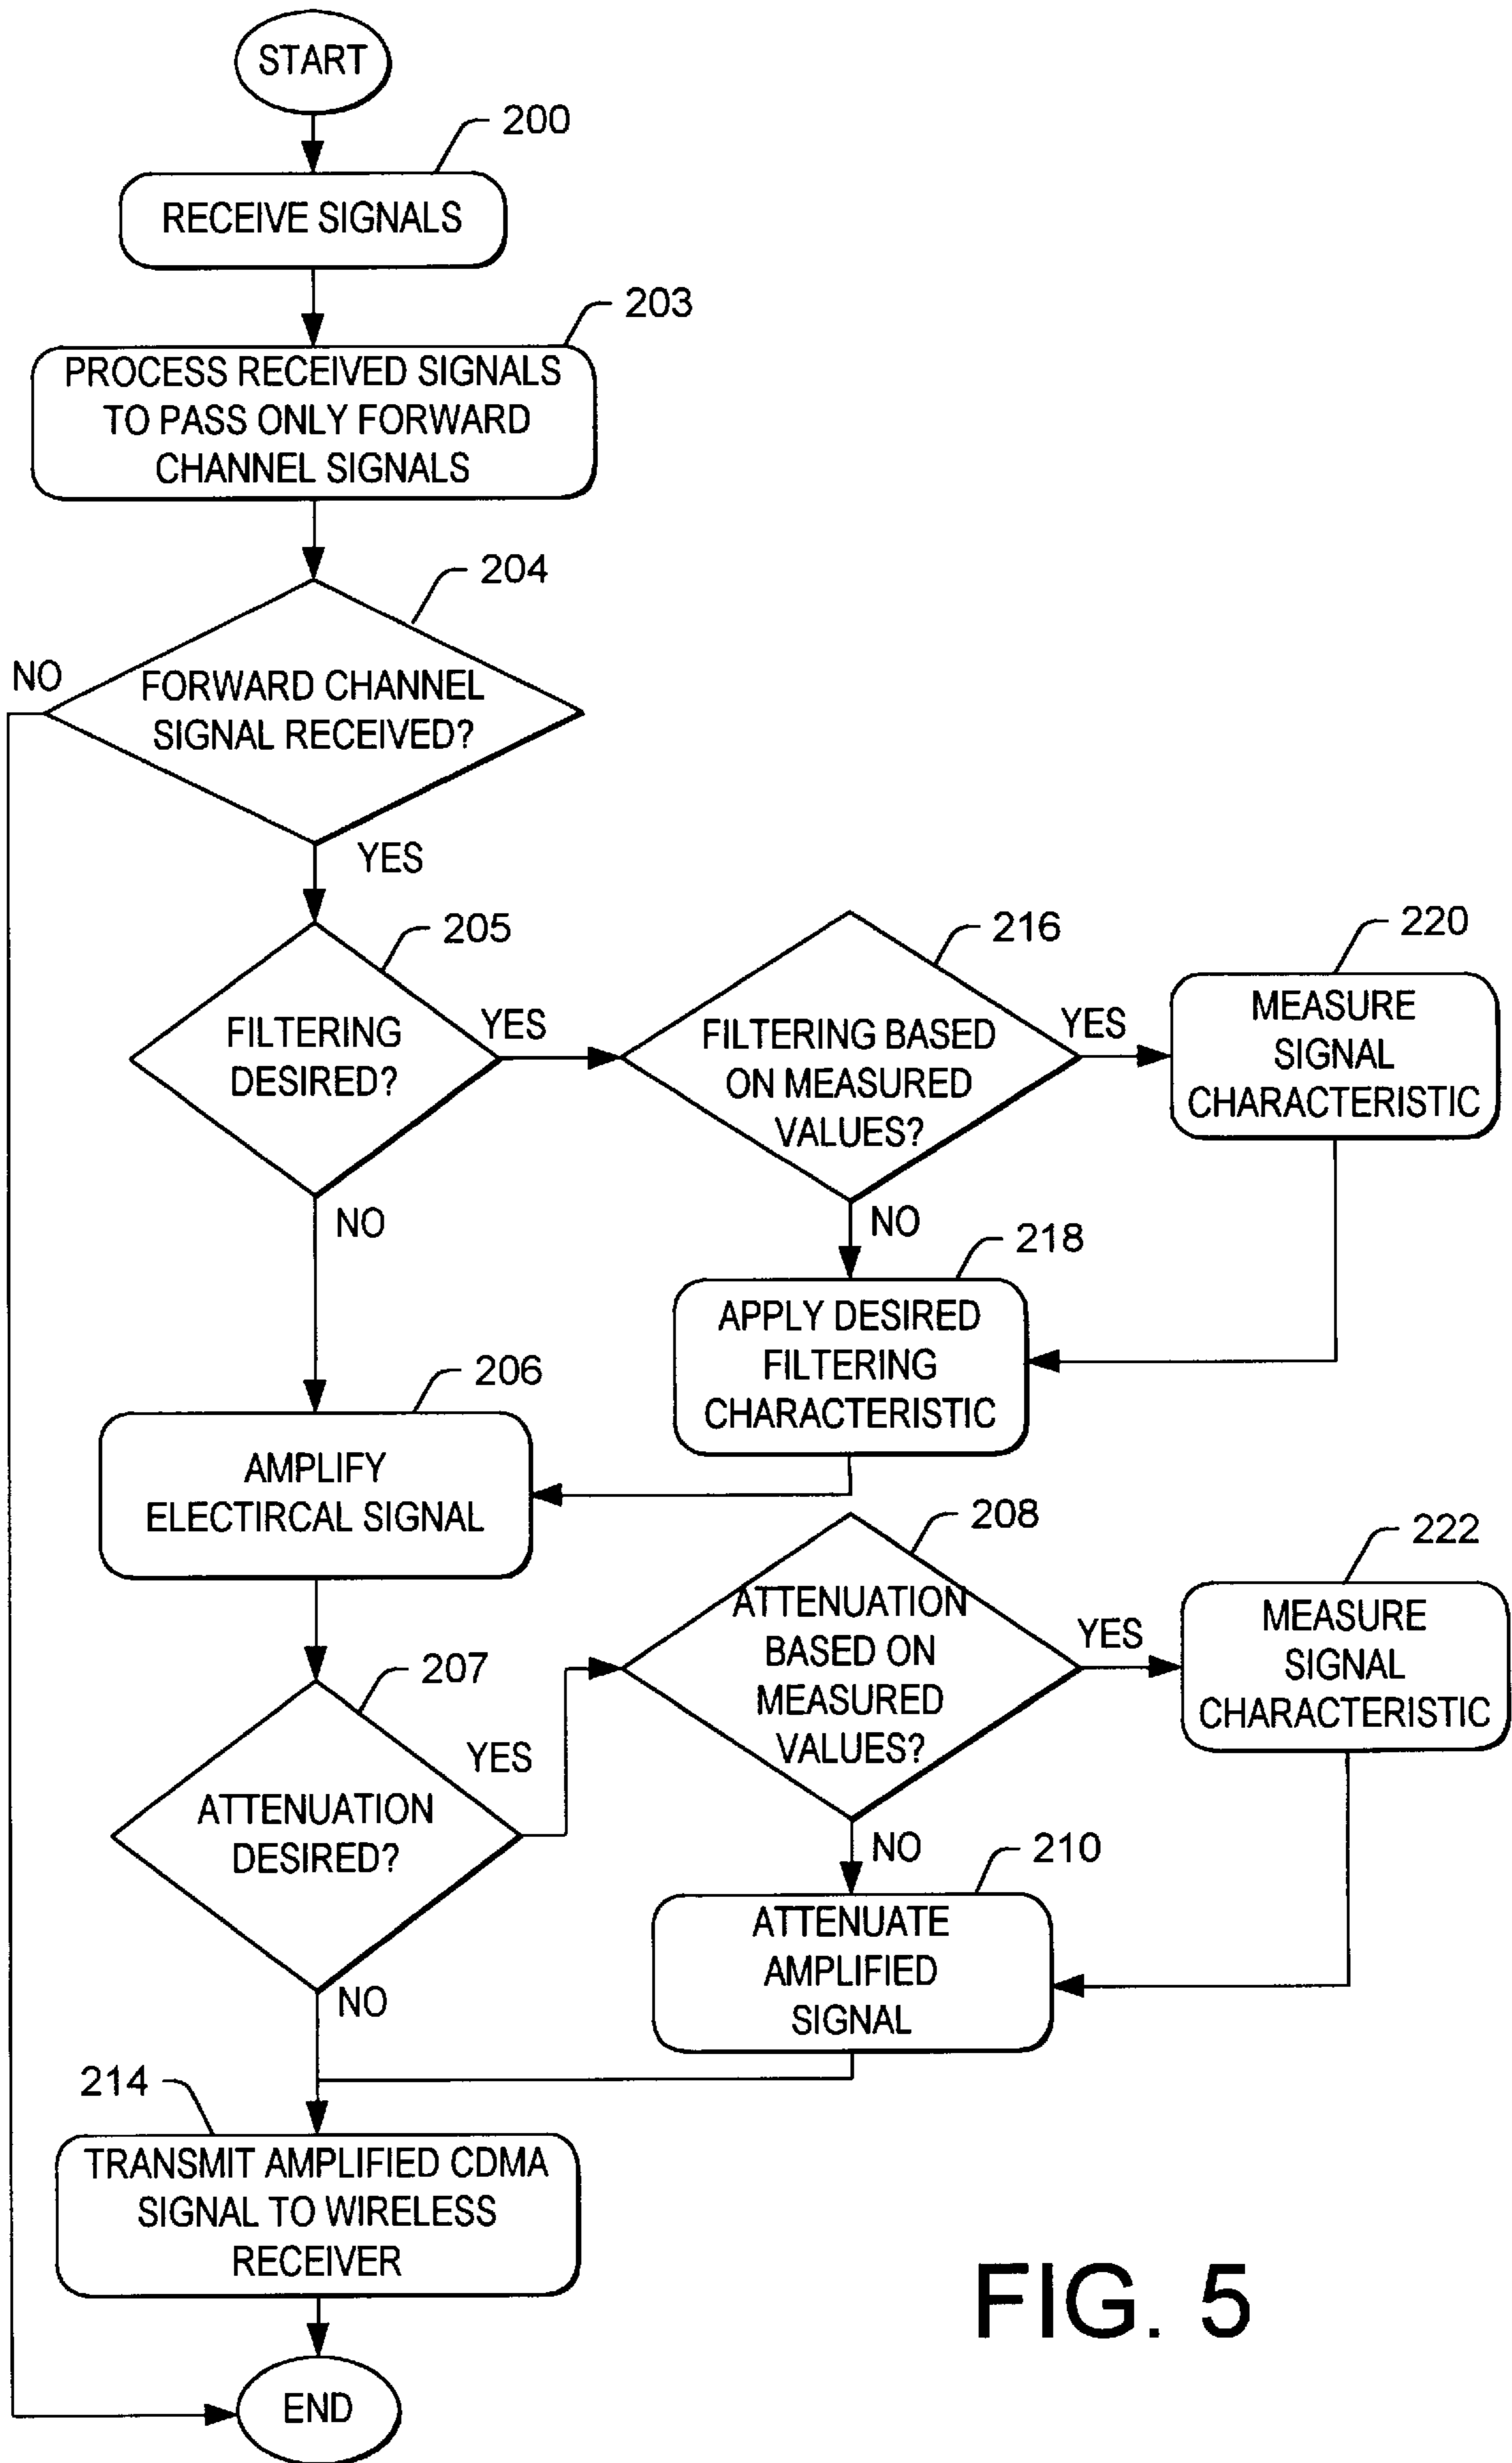 START
200
RECEIVE SIGNALS
203
PROCESS RECEIVED SIGNALS
TO PASS ONLY FORWARD
CHANNEL SIGNALS
204
NO
FORWARD CHANNEL
SIGNAL RECEIVED?
YES
205
FILTERING
DESIRED?
YES
216
FILTERING BASED
ON MEASURED
VALUES?
YES
220
MEASURE
SIGNAL
CHARACTERISTIC
NO
NO
218
APPLY DESIRED
FILTERING
CHARACTERISTIC
206
AMPLIFY
ELECTIRCAL SIGNAL
208
ATTENUATION
BASED ON
MEASURED
VALUES?
YES
222
MEASURE
SIGNAL
CHARACTERISTIC
207
YES
ATTENUATION
DESIRED?
NO
210
ATTENUATE
AMPLIFIED
SIGNAL
NO
214
TRANSMIT AMPLIFIED CDMA
SIGNAL TO WIRELESS
RECEIVER
END
FIG. 5